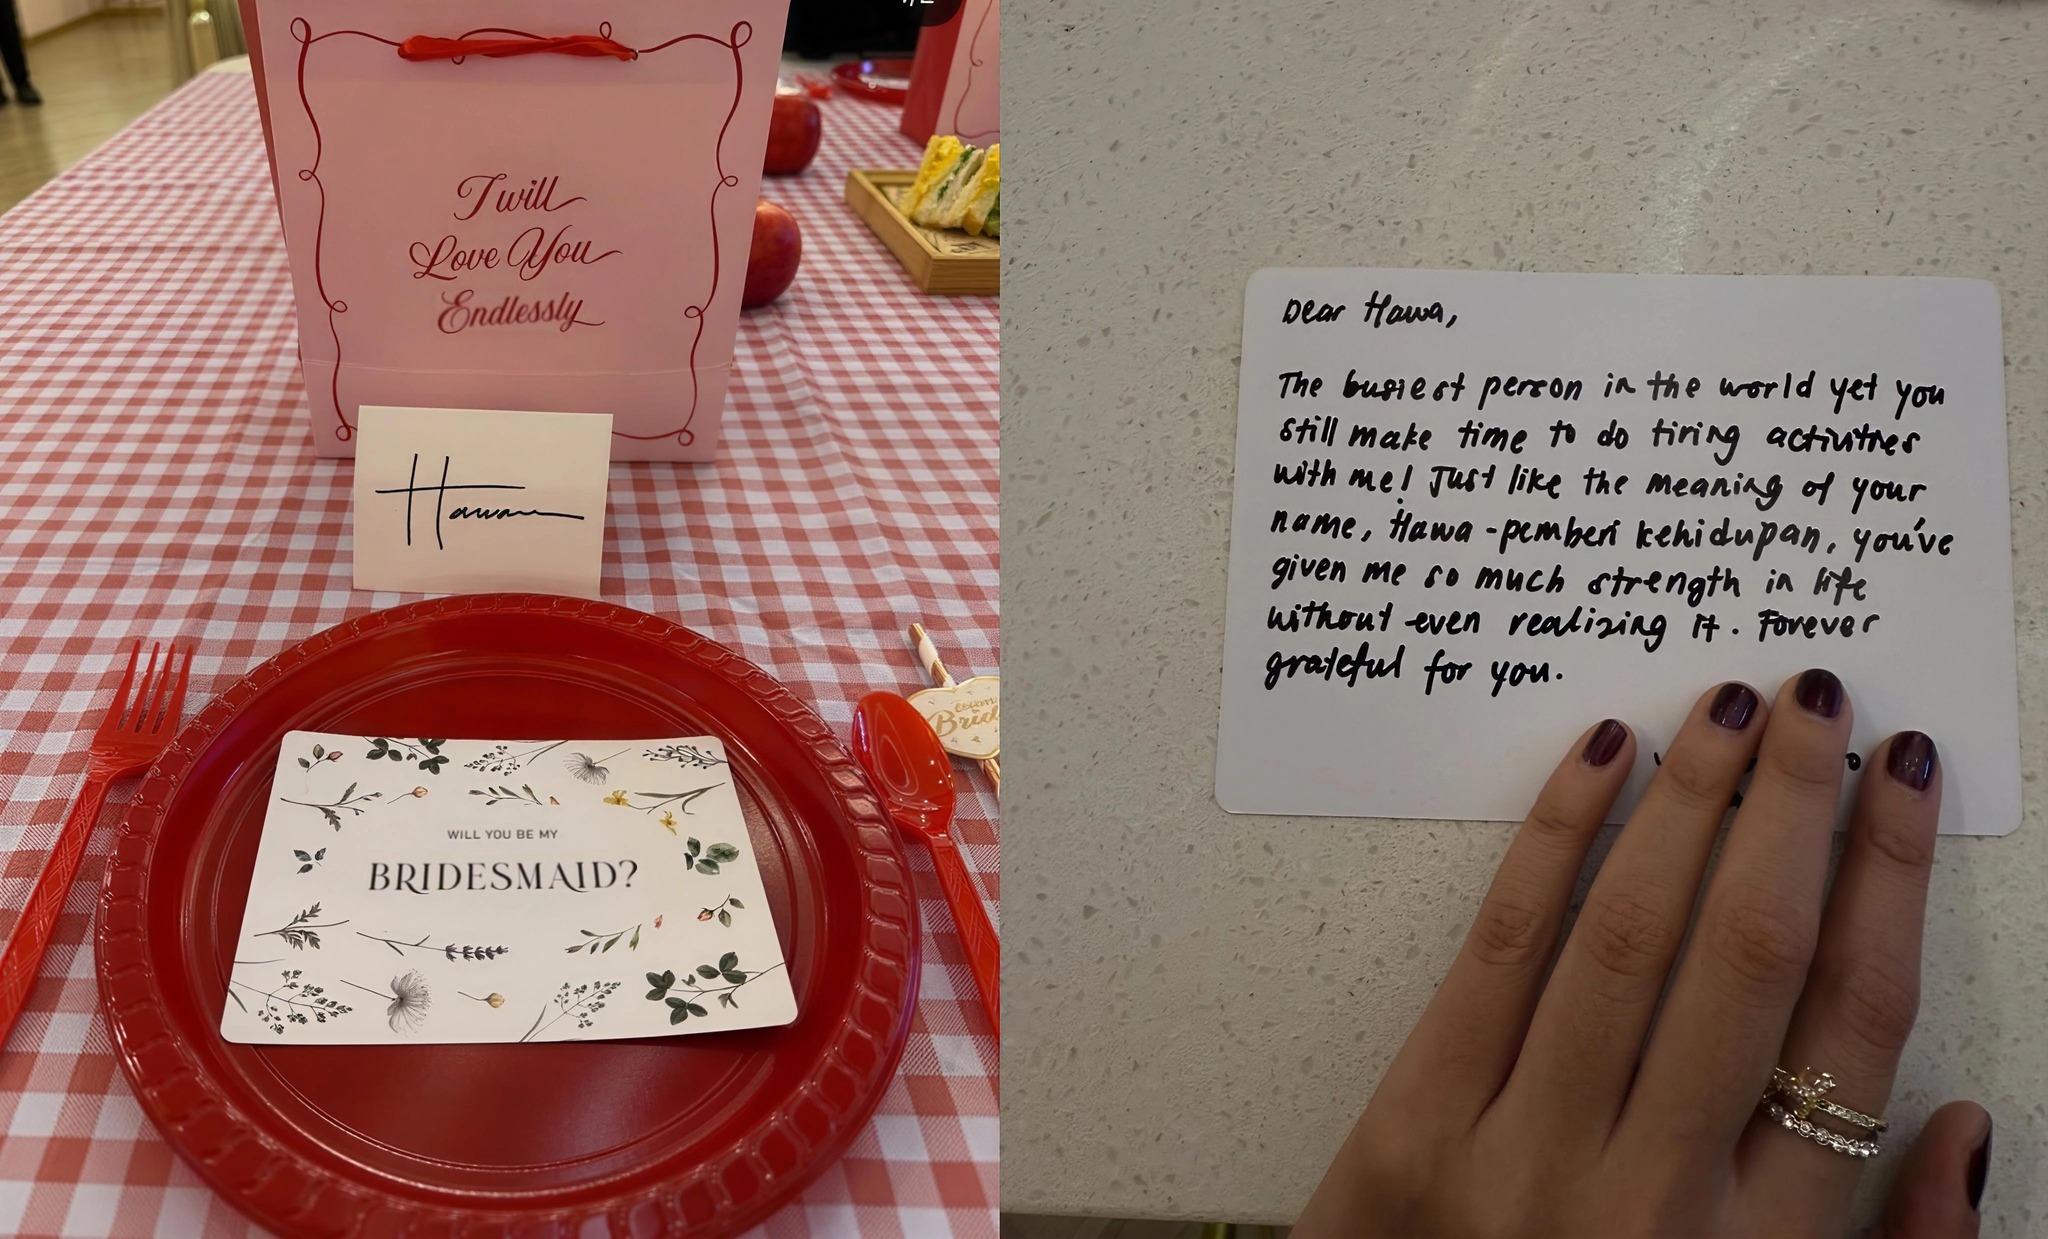 I will
Love You
Endlessly
Hawa
Bride
WILL YOU BE MY
BRIDESMAID?
Dear Hawa,
The busiest person in the world yet you
still make time to do tiring activities
with me! Just like the meaning of your
name, Hawa - pemberi kehidupan, you've
given me so much strength in life
without even realizing it. Forever
grateful for you.